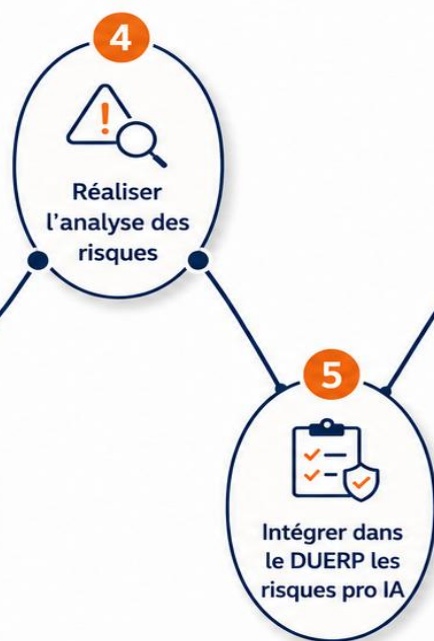 4
Réaliser
l'analyse des
risques
5
Intégrer dans
le DUERP les
risques pro IA